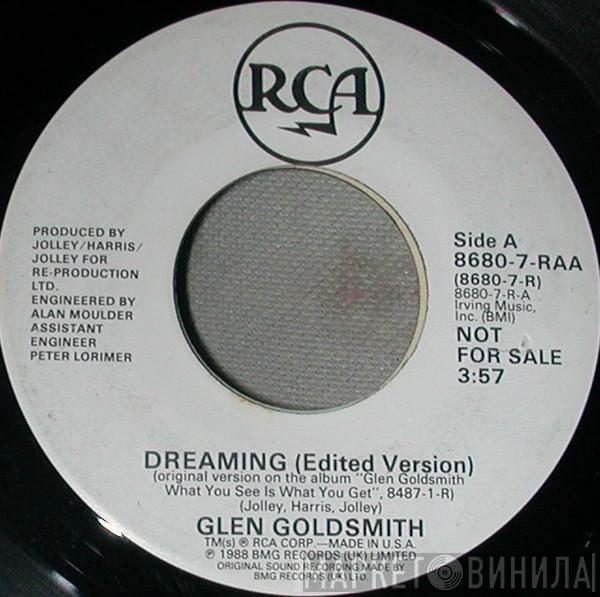 RCA
PRODUCED BY
JOLLEY/HARRIS/
JOLLEY FOR
RE-PRODUCTION
LTD.
ENGINEERED BY
ALAN MOULDER
ASSISTANT
ENGINEER
PETER LORIMER
Side A
8680-7-RAA
(8680-7-R)
8680-7-R-A
Irving Music,
Inc. (BMI)
NOT
FOR SALE
3:57
DREAMING (Edited Version)
(original version on the album "Glen Goldsmith
What You See Is What You Get", 8487-1-R)
(Jolley, Harris, Jolley)
GLEN GOLDSMITH
TM(s) ® RCA CORP.—MADE IN U.S.A.
℗ 1988 BMG RECORDS (UK) LIMITED
ORIGINAL SOUND RECORDING MADE BY
BMG RECORDS (UK) LTD.
МАРКЕТ ВИНИЛА